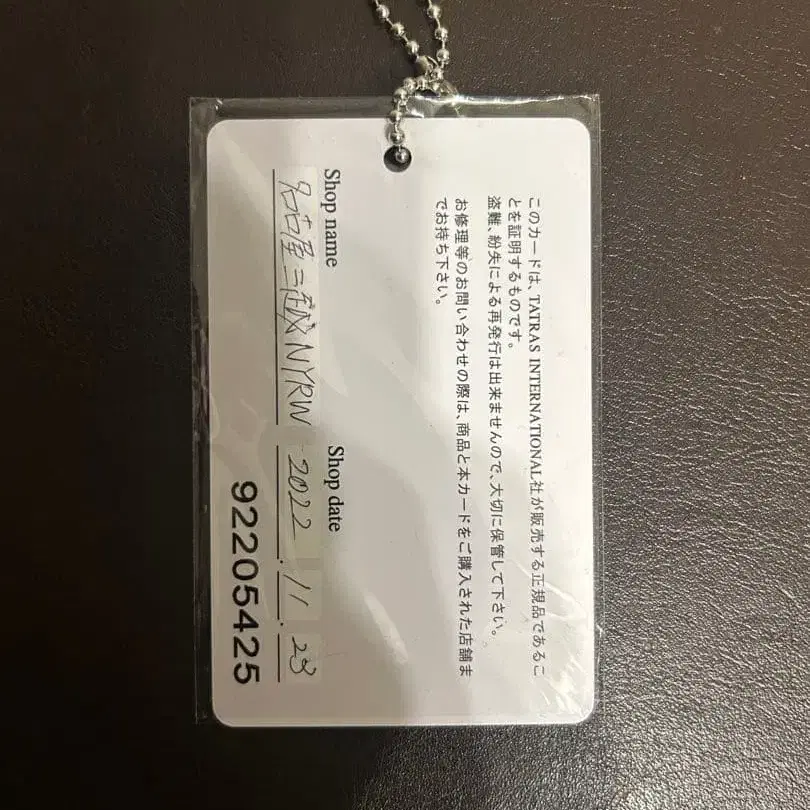 このカードは、TATRAS INTERNATIONAL社が販売する正規品であるこ
とを証明するものです。
盗難、紛失による再発行は出来ませんので、大切に保管して下さい。
お修理等のお問い合わせの際は、商品と本カードをご購入された店舗ま
でお持ち下さい。
Shop name
名古屋三越 NYRW
Shop date
2022.11.23
92205425